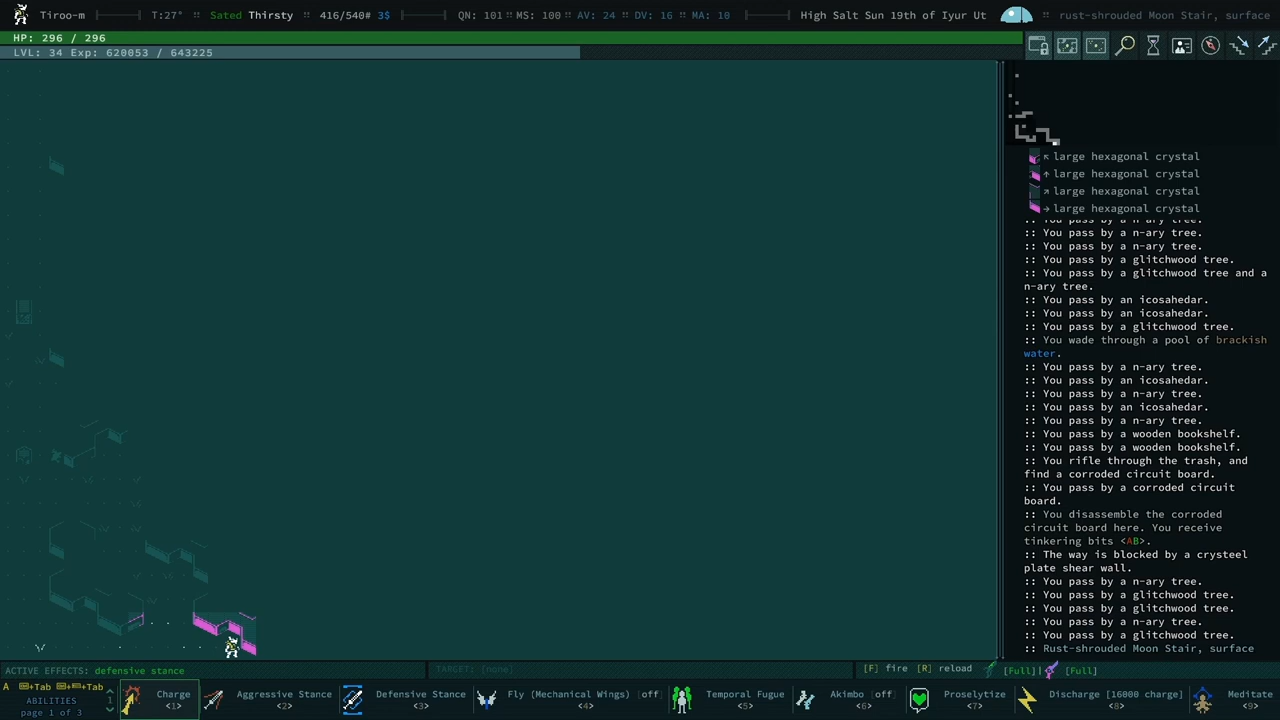 Tiroo-m T:27° :: Sated Thirsty :: 416/540# 3$ QN: 101 :: MS: 100 :: AV: 24 :: DV: 16 :: MA: 10 High Salt Sun 19th of Iyur Ut :: rust-shrouded Moon Stair, surface
HP: 296 / 296
LVL: 34 Exp: 620053 / 643225
large hexagonal crystal
large hexagonal crystal
large hexagonal crystal
large hexagonal crystal
:: You pass by a n-ary tree.
:: You pass by a n-ary tree.
:: You pass by a n-ary tree.
:: You pass by a glitchwood tree.
:: You pass by a glitchwood tree and a
n-ary tree.
:: You pass by an icosahedar.
:: You pass by an icosahedar.
:: You pass by a glitchwood tree.
:: You wade through a pool of brackish
water.
:: You pass by a n-ary tree.
:: You pass by an icosahedar.
:: You pass by a n-ary tree.
:: You pass by an icosahedar.
:: You pass by a n-ary tree.
:: You pass by a wooden bookshelf.
:: You pass by a wooden bookshelf.
:: You rifle through the trash, and
find a corroded circuit board.
:: You pass by a corroded circuit
board.
:: You disassemble the corroded
circuit board here. You receive
tinkering bits <AB>.
:: The way is blocked by a crysteel
plate shear wall.
:: You pass by a n-ary tree.
:: You pass by a glitchwood tree.
:: You pass by a glitchwood tree.
:: You pass by a n-ary tree.
:: You pass by a glitchwood tree.
:: Rust-shrouded Moon Stair, surface
ACTIVE EFFECTS: defensive stance TARGET: [none] [F] fire [R] reload [Full] [Full]
A Tab Tab
ABILITIES 1
page 1 of 3
Charge <1>
Aggressive Stance <2>
Defensive Stance <3>
Fly (Mechanical Wings) [off] <4>
Temporal Fugue <5>
Akimbo [off] <6>
Proselytize <7>
Discharge [16000 charge] <8>
Meditate <9>